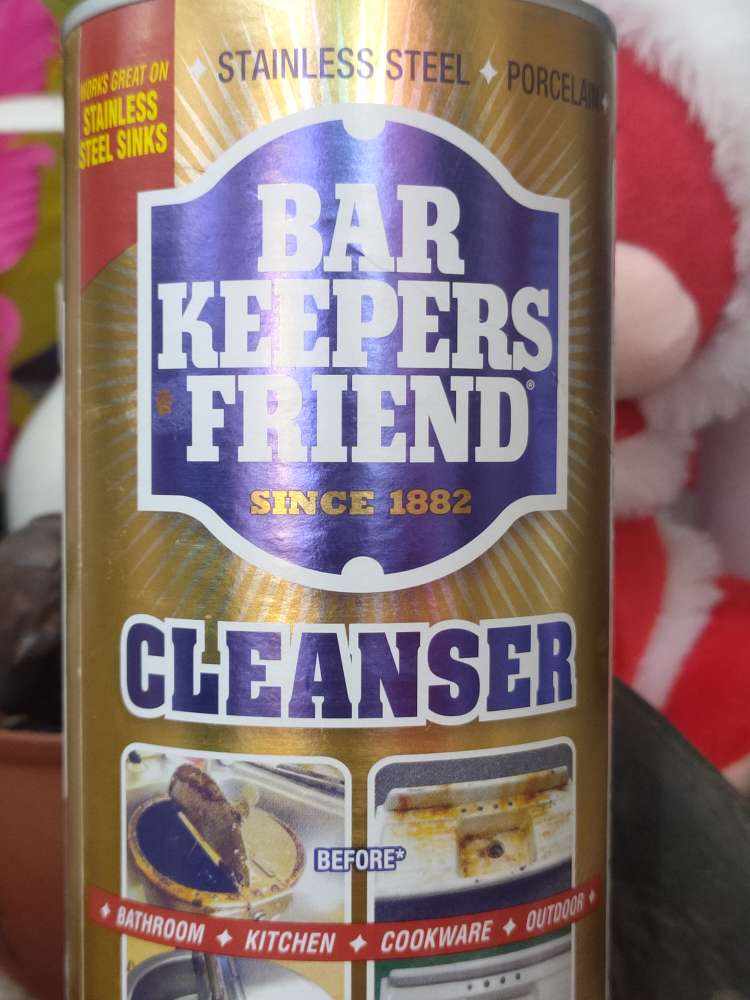 WORKS GREAT ON
STAINLESS
STEEL SINKS
STAINLESS STEEL PORCELAIN
BAR
KEEPERS
FRIEND®
SINCE 1882
CLEANSER
BEFORE*
BATHROOM KITCHEN COOKWARE OUTDOOR